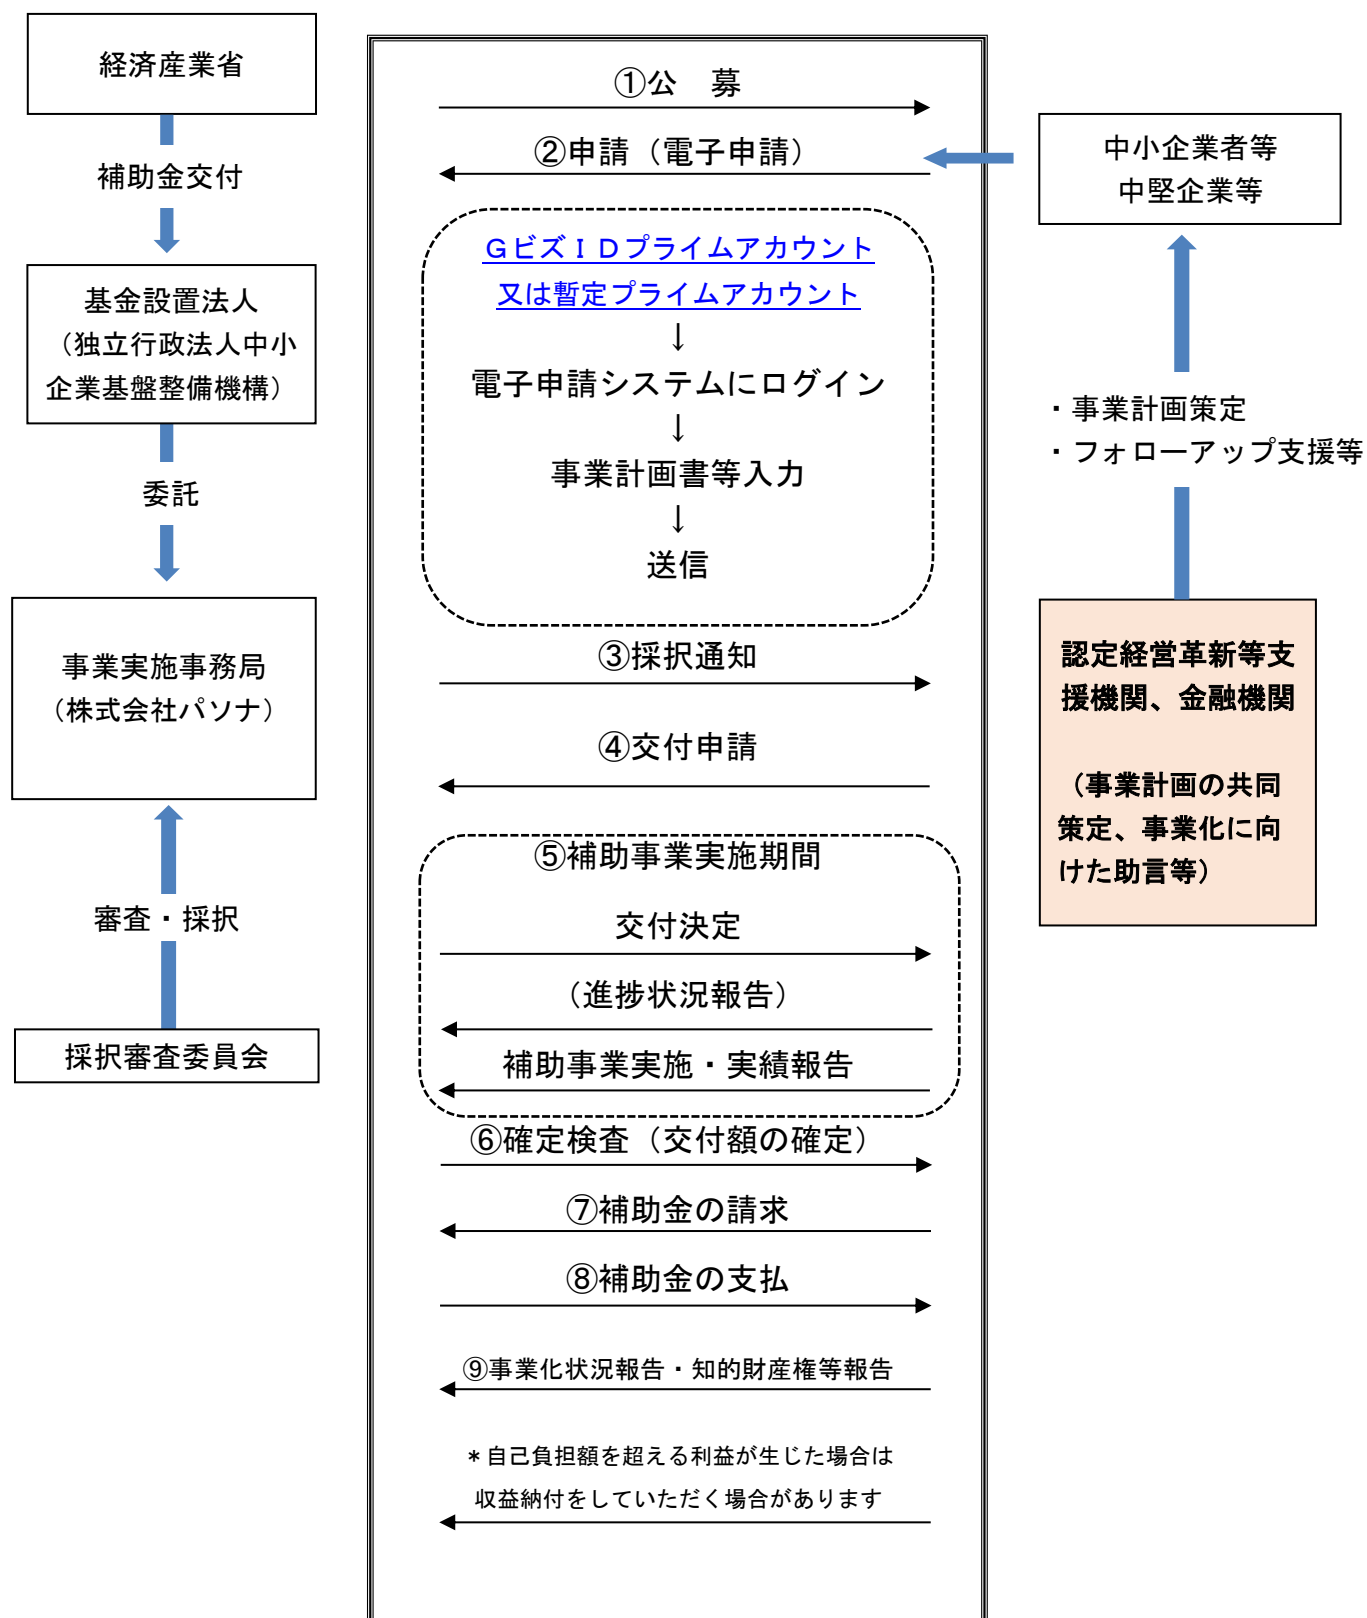 経済産業省
補助金交付
基金設置法人
（独立行政法人中小
企業基盤整備機構）
委託
事業実施事務局
（株式会社パソナ）
審査・採択
採択審査委員会
①公　募
②申請（電子申請）
ＧビズＩＤプライムアカウント
又は暫定プライムアカウント
↓
電子申請システムにログイン
↓
事業計画書等入力
↓
送信
③採択通知
④交付申請
⑤補助事業実施期間
交付決定
（進捗状況報告）
補助事業実施・実績報告
⑥確定検査（交付額の確定）
⑦補助金の請求
⑧補助金の支払
⑨事業化状況報告・知的財産権等報告
＊自己負担額を超える利益が生じた場合は
収益納付をしていただく場合があります
中小企業者等
中堅企業等
・事業計画策定
・フォローアップ支援等
認定経営革新等支
援機関、金融機関
（事業計画の共同
策定、事業化に向
けた助言等）